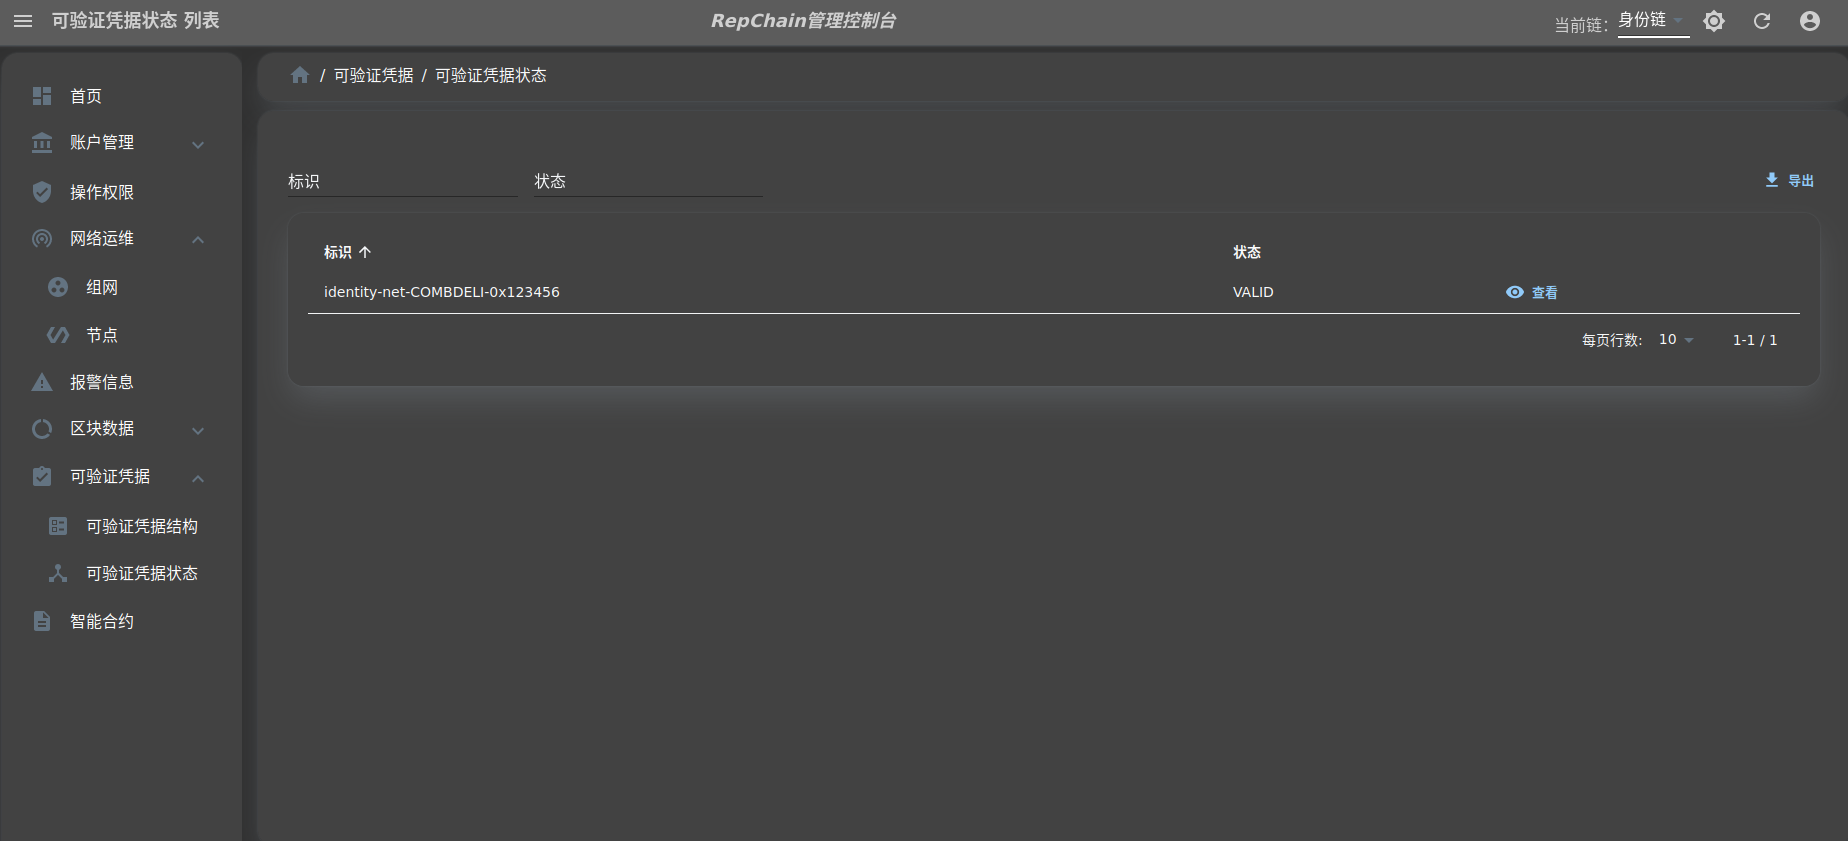 可验证凭据状态 列表
RepChain管理控制台
当前链：
身份链
首页
账户管理
操作权限
网络运维
组网
节点
报警信息
区块数据
可验证凭据
可验证凭据结构
可验证凭据状态
智能合约
/ 可验证凭据 / 可验证凭据状态
标识 状态
导出
标识 状态
identity-net-COMBDELI-0x123456 VALID 查看
每页行数: 10 1-1 / 1